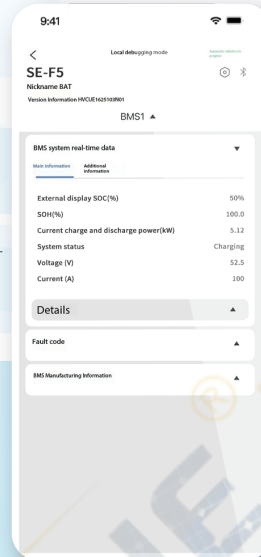 9:41
Local debugging mode
SE-F5
Nickname BAT
Version Information HVCUE1625103N01
BMS1 ▲
BMS system real-time data ▼
Main information
Additional
information
External display SOC(%) 50%
SOH(%) 100.0
Current charge and discharge power(kW) 5.12
System status Charging
Voltage (V) 52.5
Current (A) 100
Details ▲
Fault code ▲
BMS Manufacturing Information ▲